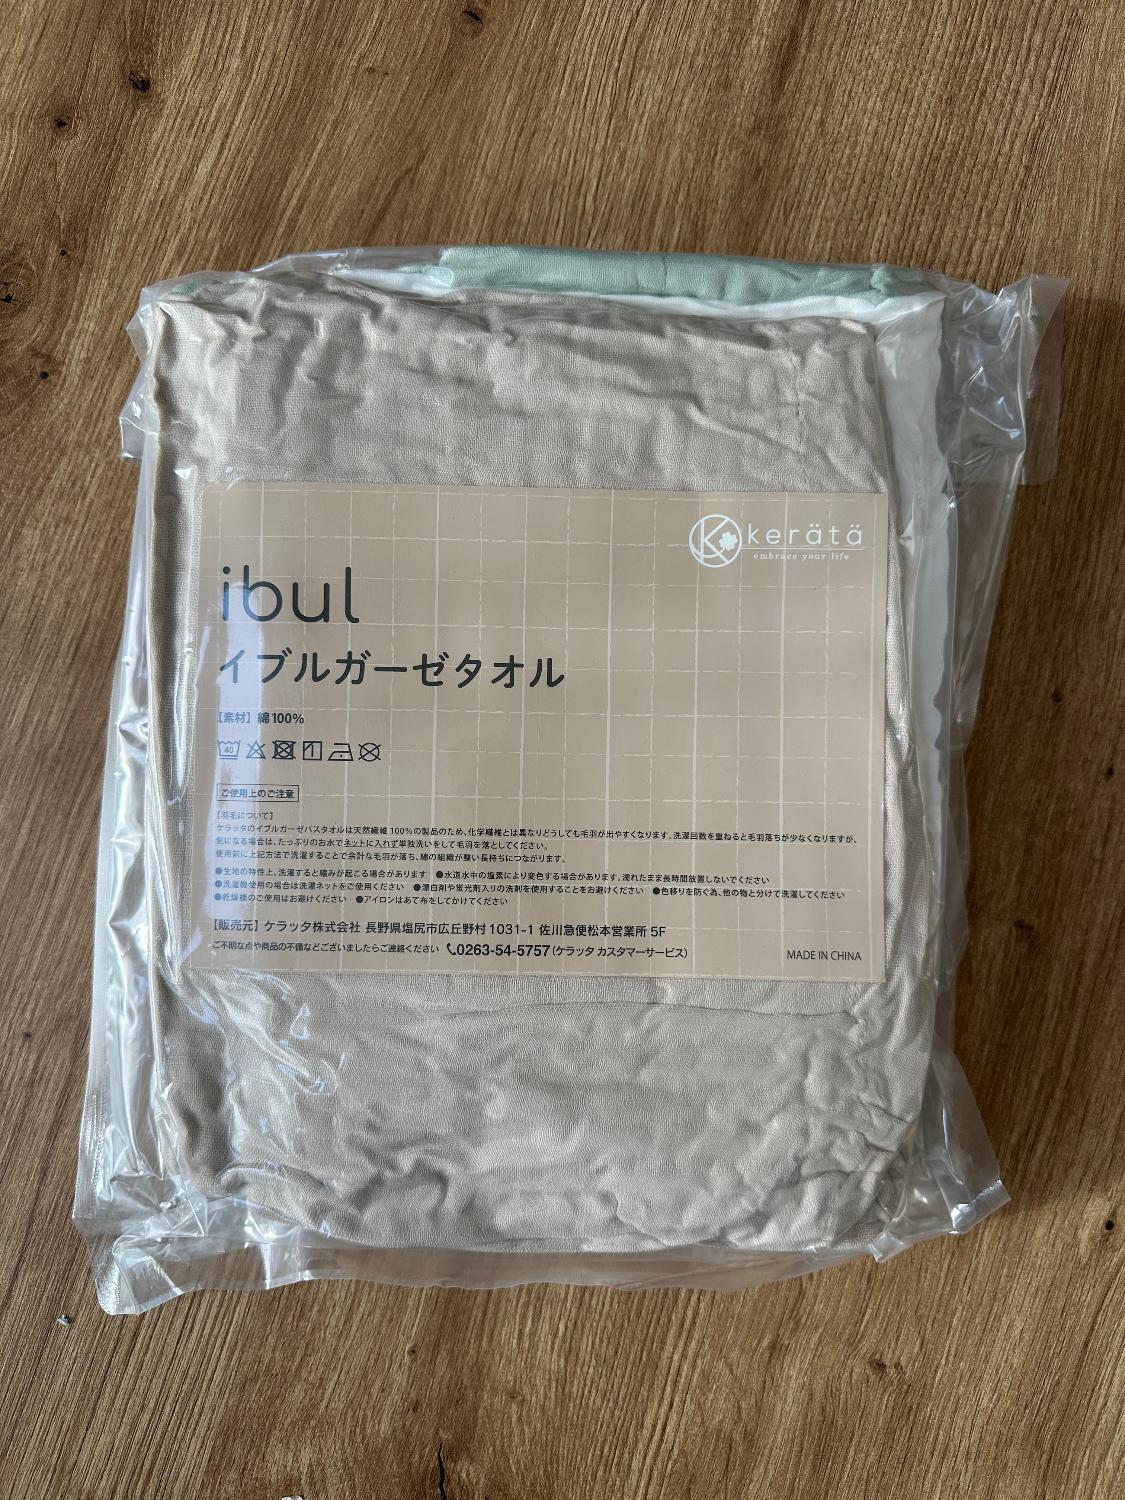 kerätä
embrace your life
ibul
イブルガーゼタオル
【素材】綿100%
40
ご使用上のご注意
【羽毛について】
ケラッタのイブルガーゼバスタオルは天然繊維100%の製品のため、化学繊維とは異なりどうしても毛羽が出やすくなります。洗濯回数を重ねると毛羽落ちが少なくなりますが、
気になる場合は、たっぷりのお水でネットに入れず単独洗いをして毛羽を落としてください。
使用前に上記方法で洗濯することで余計な毛羽が落ち、綿の組織が整い長持ちにつながります。
●生地の特性上、洗濯すると縮みが起こる場合があります ●水道水中の塩素により変色する場合があります。濡れたまま長時間放置しないでください
●洗濯機使用の場合は洗濯ネットをご使用ください ●漂白剤や蛍光剤入りの洗剤を使用することをお避けください ●色移りを防ぐ為、他の物と分けて洗濯してください
●乾燥機のご使用はお避けください ●アイロンはあて布をしてかけてください
【販売元】ケラッタ株式会社 長野県塩尻市広丘野村1031-1 佐川急便松本営業所 5F
ご不明な点や商品の不備などございましたらご連絡ください 0263-54-5757(ケラッタ カスタマーサービス)
MADE IN CHINA